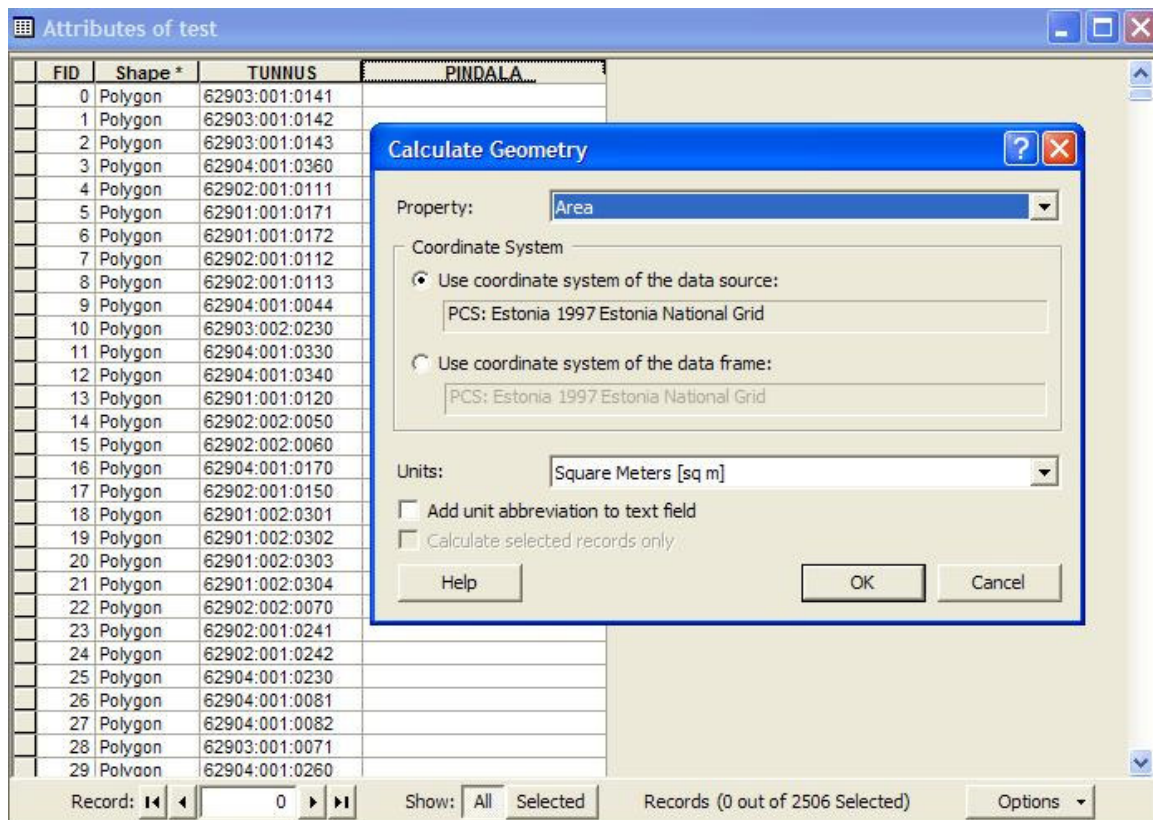 Attributes of test
FID Shape * TUNNUS PINDALA
0 Polygon 62903:001:0141
1 Polygon 62903:001:0142
2 Polygon 62903:001:0143
3 Polygon 62904:001:0360
4 Polygon 62902:001:0111
5 Polygon 62901:001:0171
6 Polygon 62901:001:0172
7 Polygon 62902:001:0112
8 Polygon 62902:001:0113
9 Polygon 62904:001:0044
10 Polygon 62903:002:0230
11 Polygon 62904:001:0330
12 Polygon 62904:001:0340
13 Polygon 62901:001:0120
14 Polygon 62902:002:0050
15 Polygon 62902:002:0060
16 Polygon 62904:001:0170
17 Polygon 62902:001:0150
18 Polygon 62901:002:0301
19 Polygon 62901:002:0302
20 Polygon 62901:002:0303
21 Polygon 62901:002:0304
22 Polygon 62902:002:0070
23 Polygon 62902:001:0241
24 Polygon 62902:001:0242
25 Polygon 62904:001:0230
26 Polygon 62904:001:0081
27 Polygon 62904:001:0082
28 Polygon 62903:001:0071
29 Polygon 62904:001:0260
Calculate Geometry
Property: Area
Coordinate System
Use coordinate system of the data source:
PCS: Estonia 1997 Estonia National Grid
Use coordinate system of the data frame:
PCS: Estonia 1997 Estonia National Grid
Units: Square Meters [sq m]
Add unit abbreviation to text field
Calculate selected records only
Help OK Cancel
Record: 0 Show: All Selected Records (0 out of 2506 Selected) Options